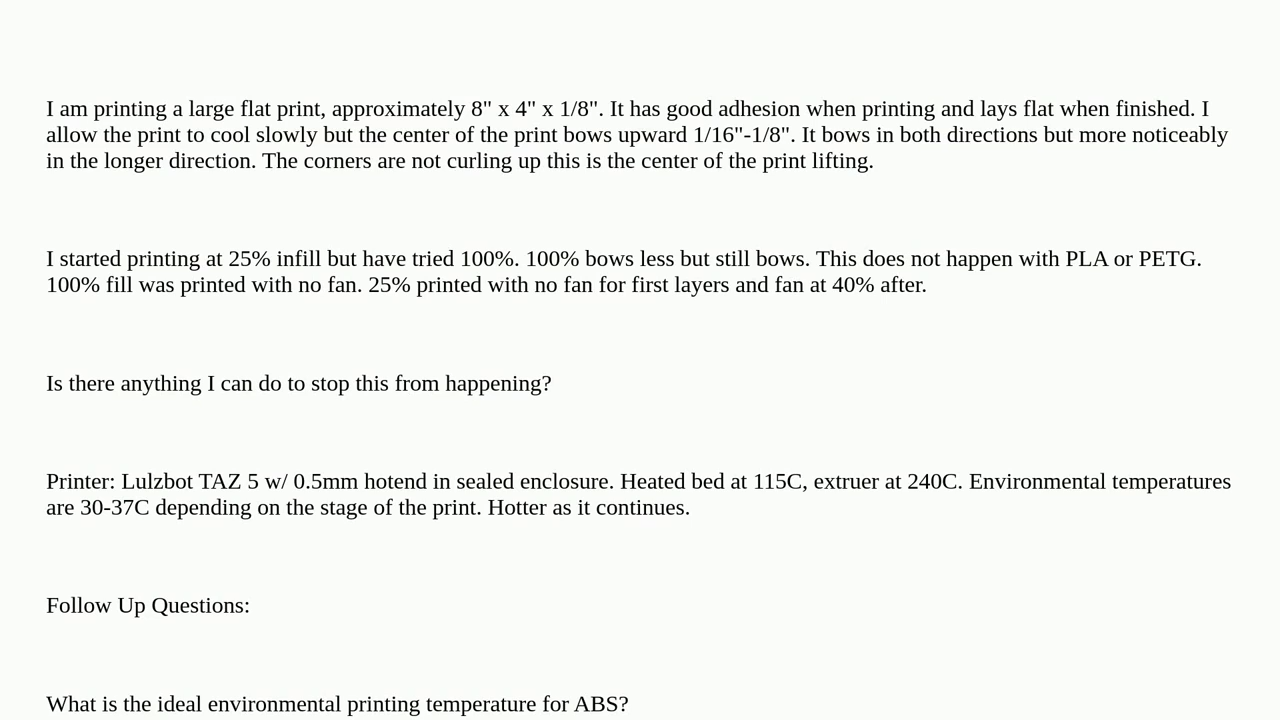 I am printing a large flat print, approximately 8" x 4" x 1/8". It has good adhesion when printing and lays flat when finished. I
allow the print to cool slowly but the center of the print bows upward 1/16"-1/8". It bows in both directions but more noticeably
in the longer direction. The corners are not curling up this is the center of the print lifting.
I started printing at 25% infill but have tried 100%. 100% bows less but still bows. This does not happen with PLA or PETG.
100% fill was printed with no fan. 25% printed with no fan for first layers and fan at 40% after.
Is there anything I can do to stop this from happening?
Printer: Lulzbot TAZ 5 w/ 0.5mm hotend in sealed enclosure. Heated bed at 115C, extruer at 240C. Environmental temperatures
are 30-37C depending on the stage of the print. Hotter as it continues.
Follow Up Questions:
What is the ideal environmental printing temperature for ABS?